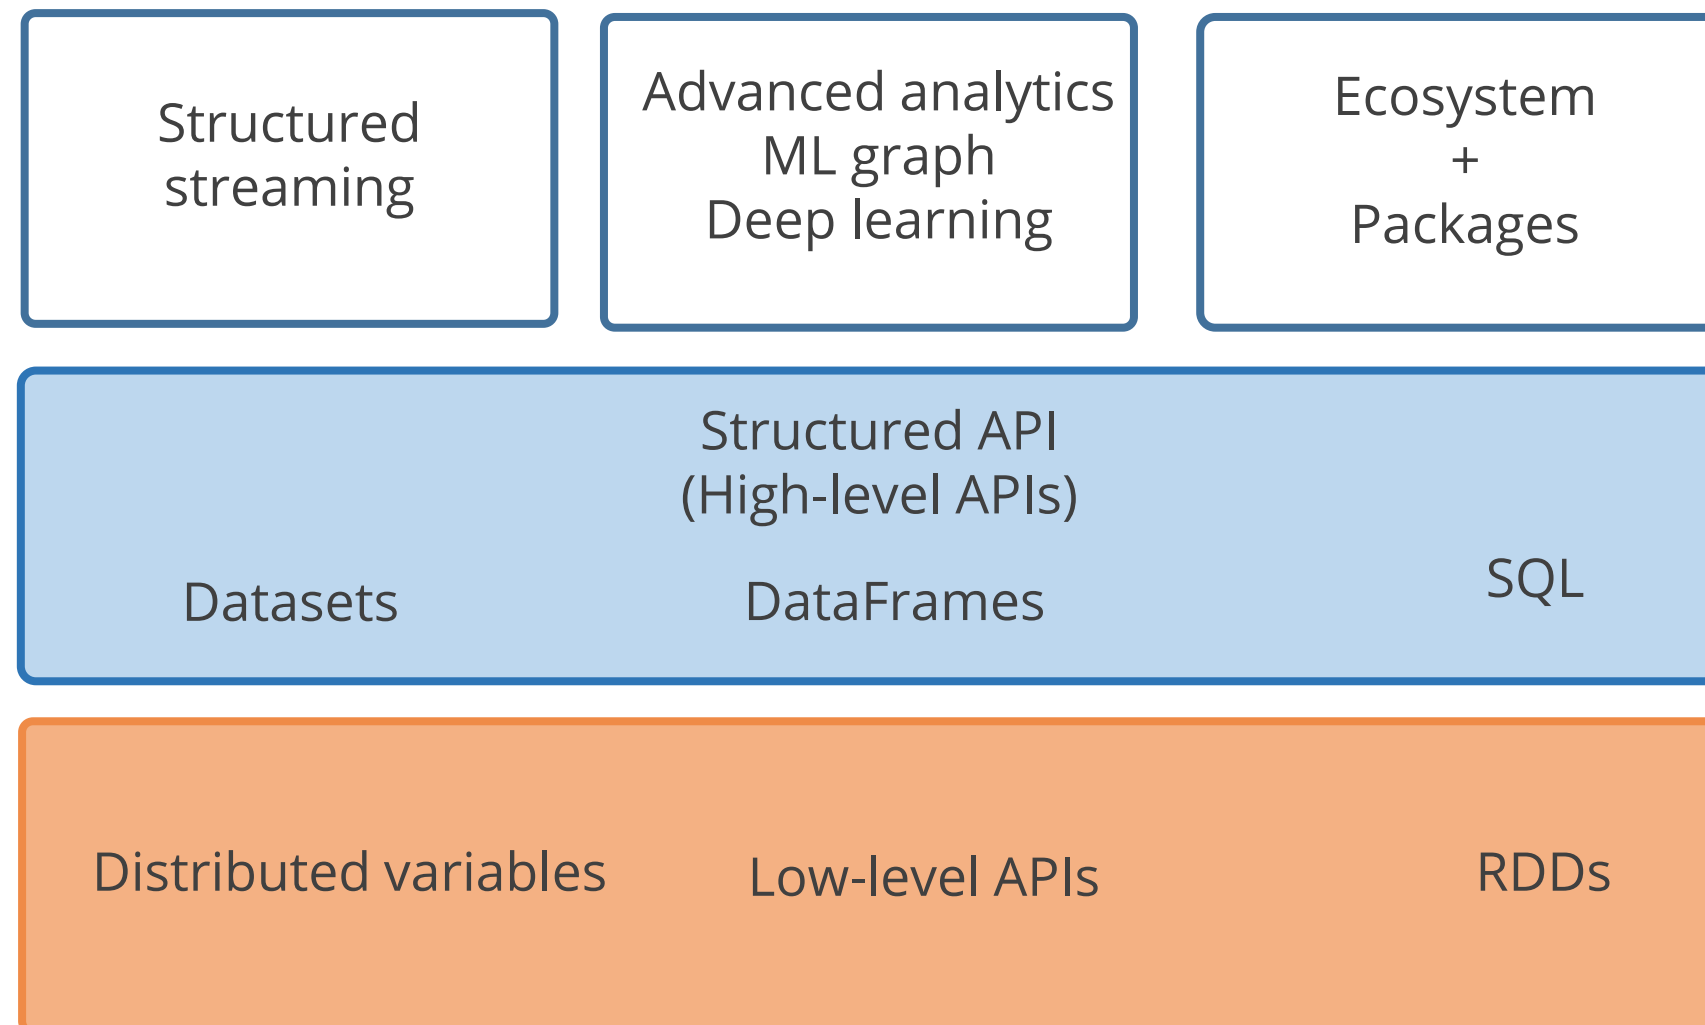 Structured
streaming
Advanced analytics
ML graph
Deep learning
Ecosystem
+
Packages
Structured API
(High-level APIs)
Datasets
DataFrames
SQL
Distributed variables
Low-level APIs
RDDs